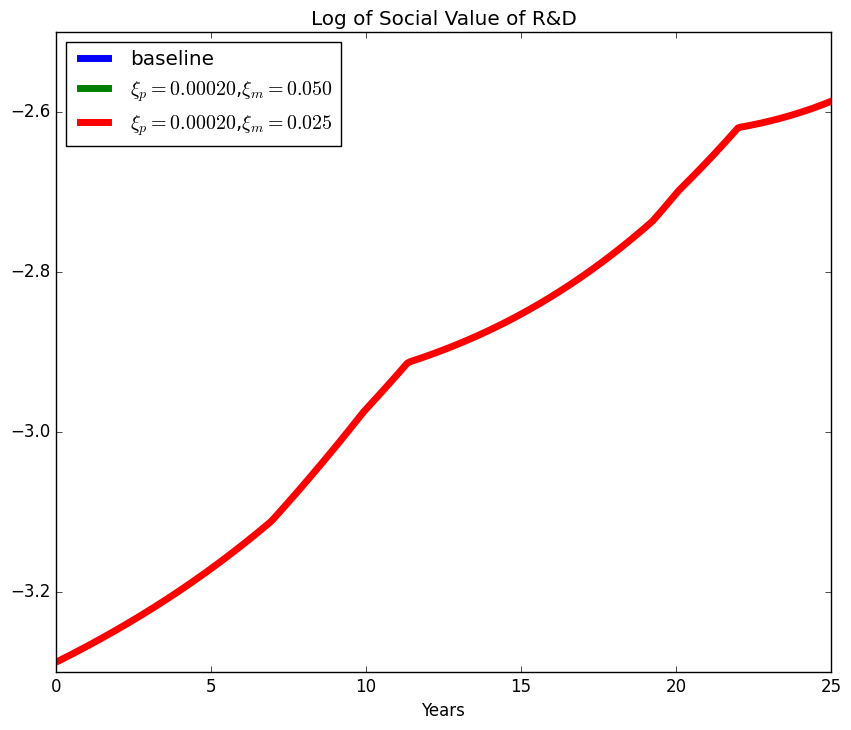 Log of Social Value of R&D
baseline
ξₚ = 0.00020,ξₘ = 0.050
ξₚ = 0.00020,ξₘ = 0.025
−2.6
−2.8
−3.0
−3.2
0 5 10 15 20 25
Years